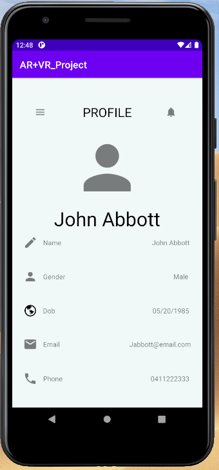 12:48
AR+VR_Project
PROFILE
John Abbott
Name John Abbott
Gender Male
Dob 05/20/1985
Email Jabbott@email.com
Phone 0411222333